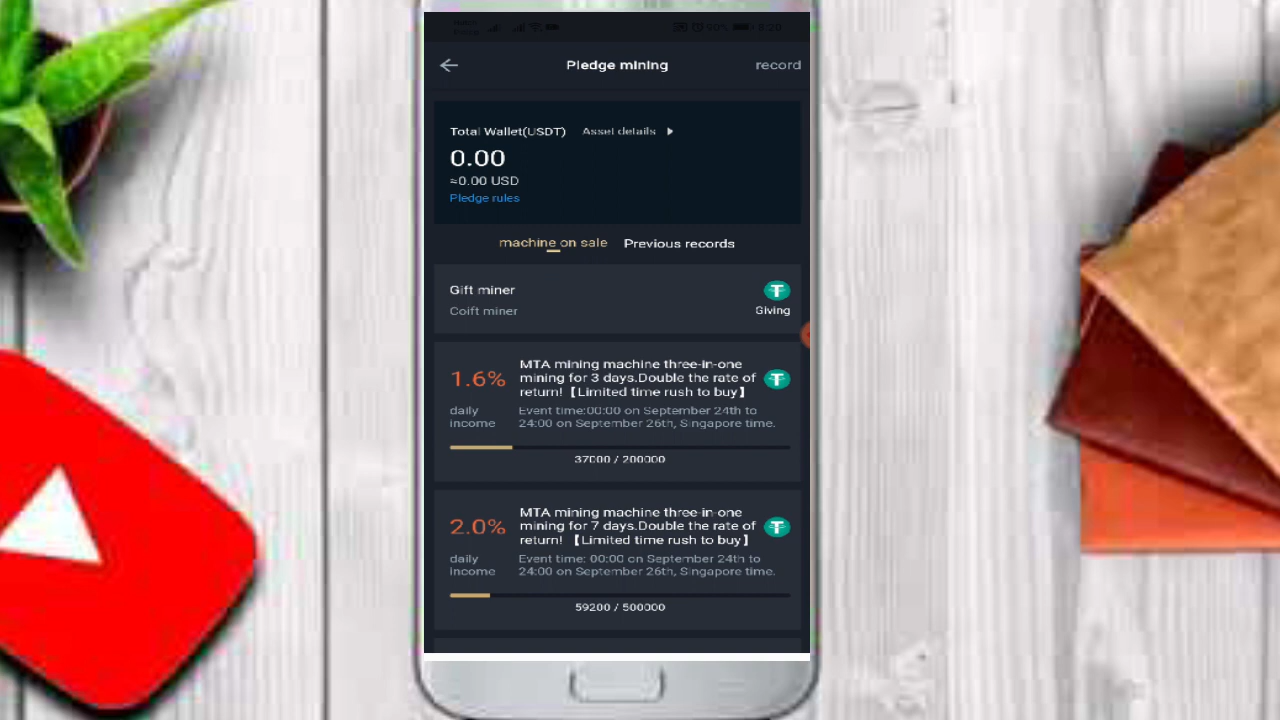 90%
8:20
Pledge mining
record
Total Wallet(USDT) Asset details
0.00
≈0.00 USD
Pledge rules
machine on sale
Previous records
Gift miner
Coift miner
Giving
1.6%
daily
income
MTA mining machine three-in-one
mining for 3 days.Double the rate of
return!【Limited time rush to buy】
Event time:00:00 on September 24th to
24:00 on September 26th, Singapore time.
37000 / 200000
2.0%
daily
income
MTA mining machine three-in-one
mining for 7 days.Double the rate of
return! 【Limited time rush to buy】
Event time: 00:00 on September 24th to
24:00 on September 26th, Singapore time.
59200 / 500000